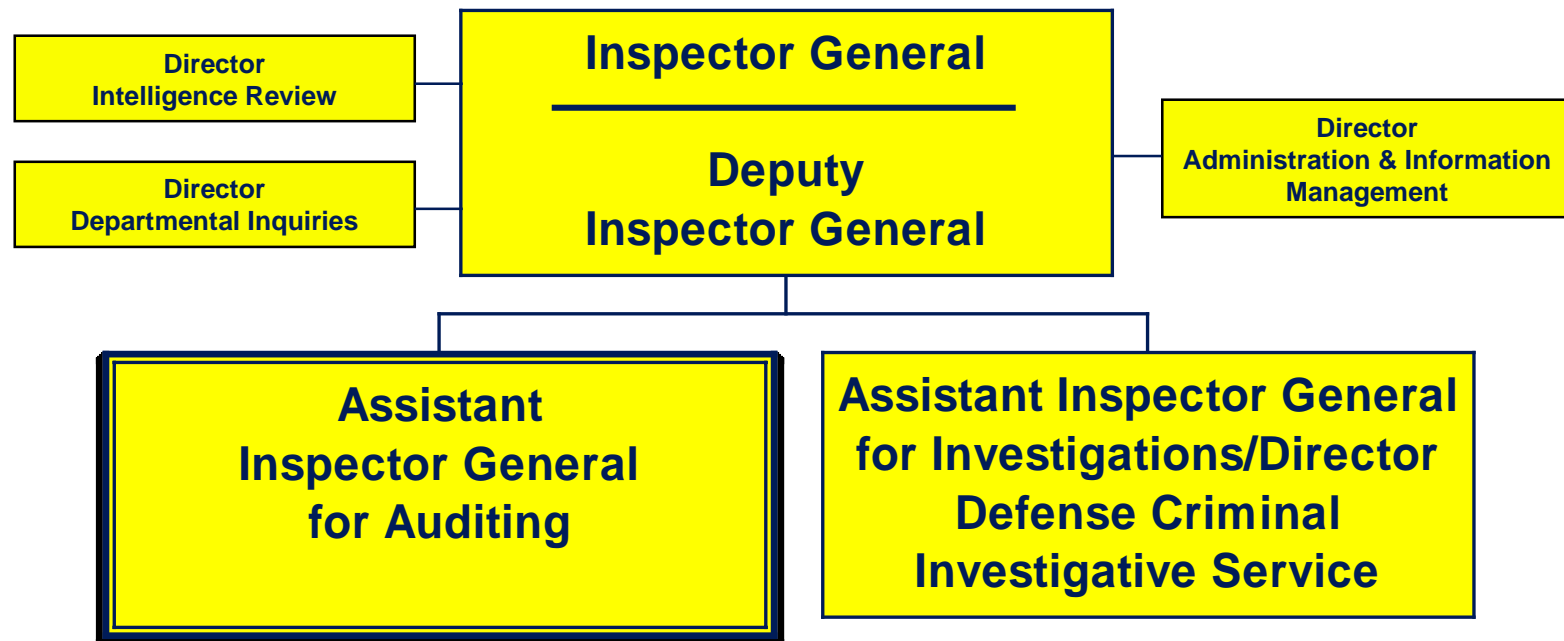 Director
Intelligence Review
Director
Departmental Inquiries
Inspector General
Deputy
Inspector General
Director
Administration & Information
Management
Assistant
Inspector General
for Auditing
Assistant Inspector General
for Investigations/Director
Defense Criminal
Investigative Service